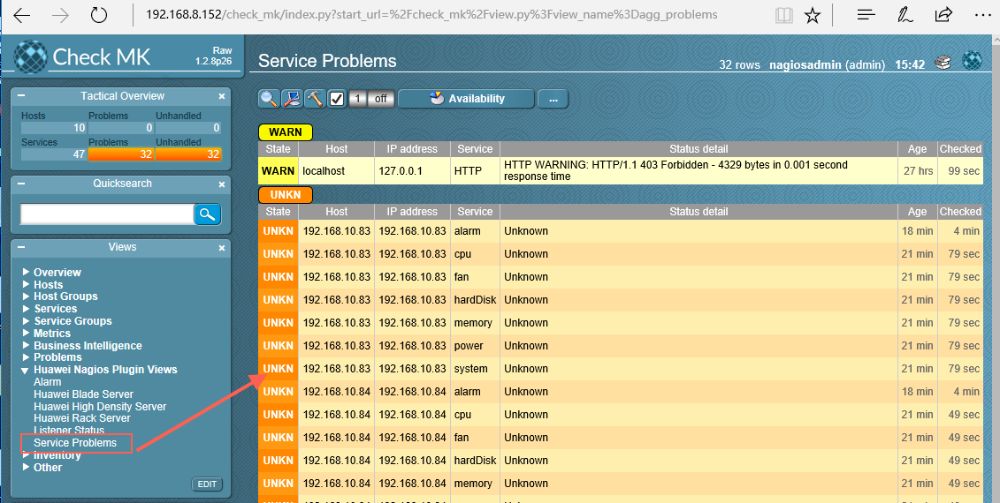 192.168.8.152/check_mk/index.py?start_url=%2Fcheck_mk%2Fview.py%3Fview_name%3Dagg_problems
Check MK
Raw
1.2.8p26
Service Problems
32 rows nagiosadmin (admin) 15:42
Tactical Overview
Hosts Problems Unhandled
10 0 0
Services Problems Unhandled
47 32 32
Quicksearch
Views
Overview
Hosts
Host Groups
Services
Service Groups
Metrics
Business Intelligence
Problems
Huawei Nagios Plugin Views
Alarm
Huawei Blade Server
Huawei High Density Server
Huawei Rack Server
Listener Status
Service Problems
Inventory
Other
EDIT
1 off Availability ...
WARN
State Host IP address Service Status detail Age Checked
WARN localhost 127.0.0.1 HTTP HTTP WARNING: HTTP/1.1 403 Forbidden - 4329 bytes in 0.001 second 27 hrs 99 sec
response time
UNKN
State Host IP address Service Status detail Age Checked
UNKN 192.168.10.83 192.168.10.83 alarm Unknown 18 min 4 min
UNKN 192.168.10.83 192.168.10.83 cpu Unknown 21 min 79 sec
UNKN 192.168.10.83 192.168.10.83 fan Unknown 21 min 79 sec
UNKN 192.168.10.83 192.168.10.83 hardDisk Unknown 21 min 79 sec
UNKN 192.168.10.83 192.168.10.83 memory Unknown 21 min 79 sec
UNKN 192.168.10.83 192.168.10.83 power Unknown 21 min 79 sec
UNKN 192.168.10.83 192.168.10.83 system Unknown 21 min 79 sec
UNKN 192.168.10.84 192.168.10.84 alarm Unknown 18 min 4 min
UNKN 192.168.10.84 192.168.10.84 cpu Unknown 21 min 49 sec
UNKN 192.168.10.84 192.168.10.84 fan Unknown 21 min 49 sec
UNKN 192.168.10.84 192.168.10.84 hardDisk Unknown 21 min 49 sec
UNKN 192.168.10.84 192.168.10.84 memory Unknown 21 min 49 sec